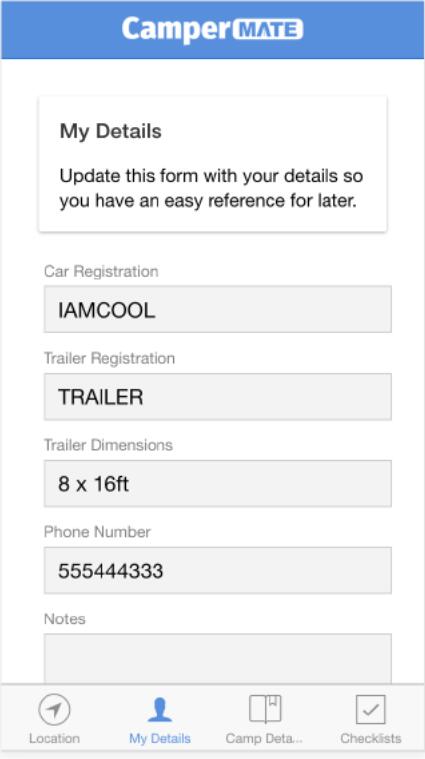 CamperMATE
My Details
Update this form with your details so
you have an easy reference for later.
Car Registration
IAMCOOL
Trailer Registration
TRAILER
Trailer Dimensions
8 x 16ft
Phone Number
555444333
Notes
Location
My Details
Camp Deta...
Checklists